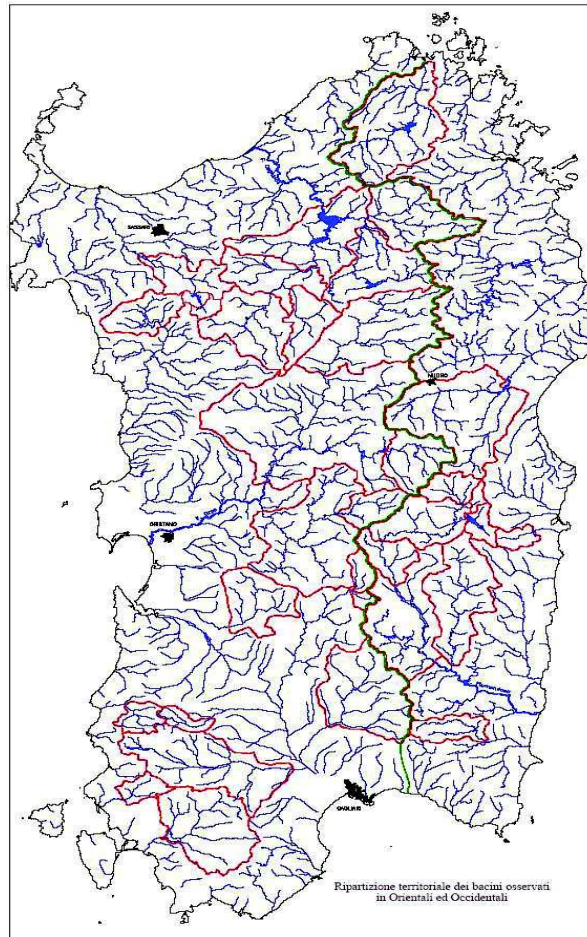 SASSARI
NUORO
ORISTANO
CAGLIARI
Ripartizione territoriale dei bacini osservati
in Orientali ed Occidentali